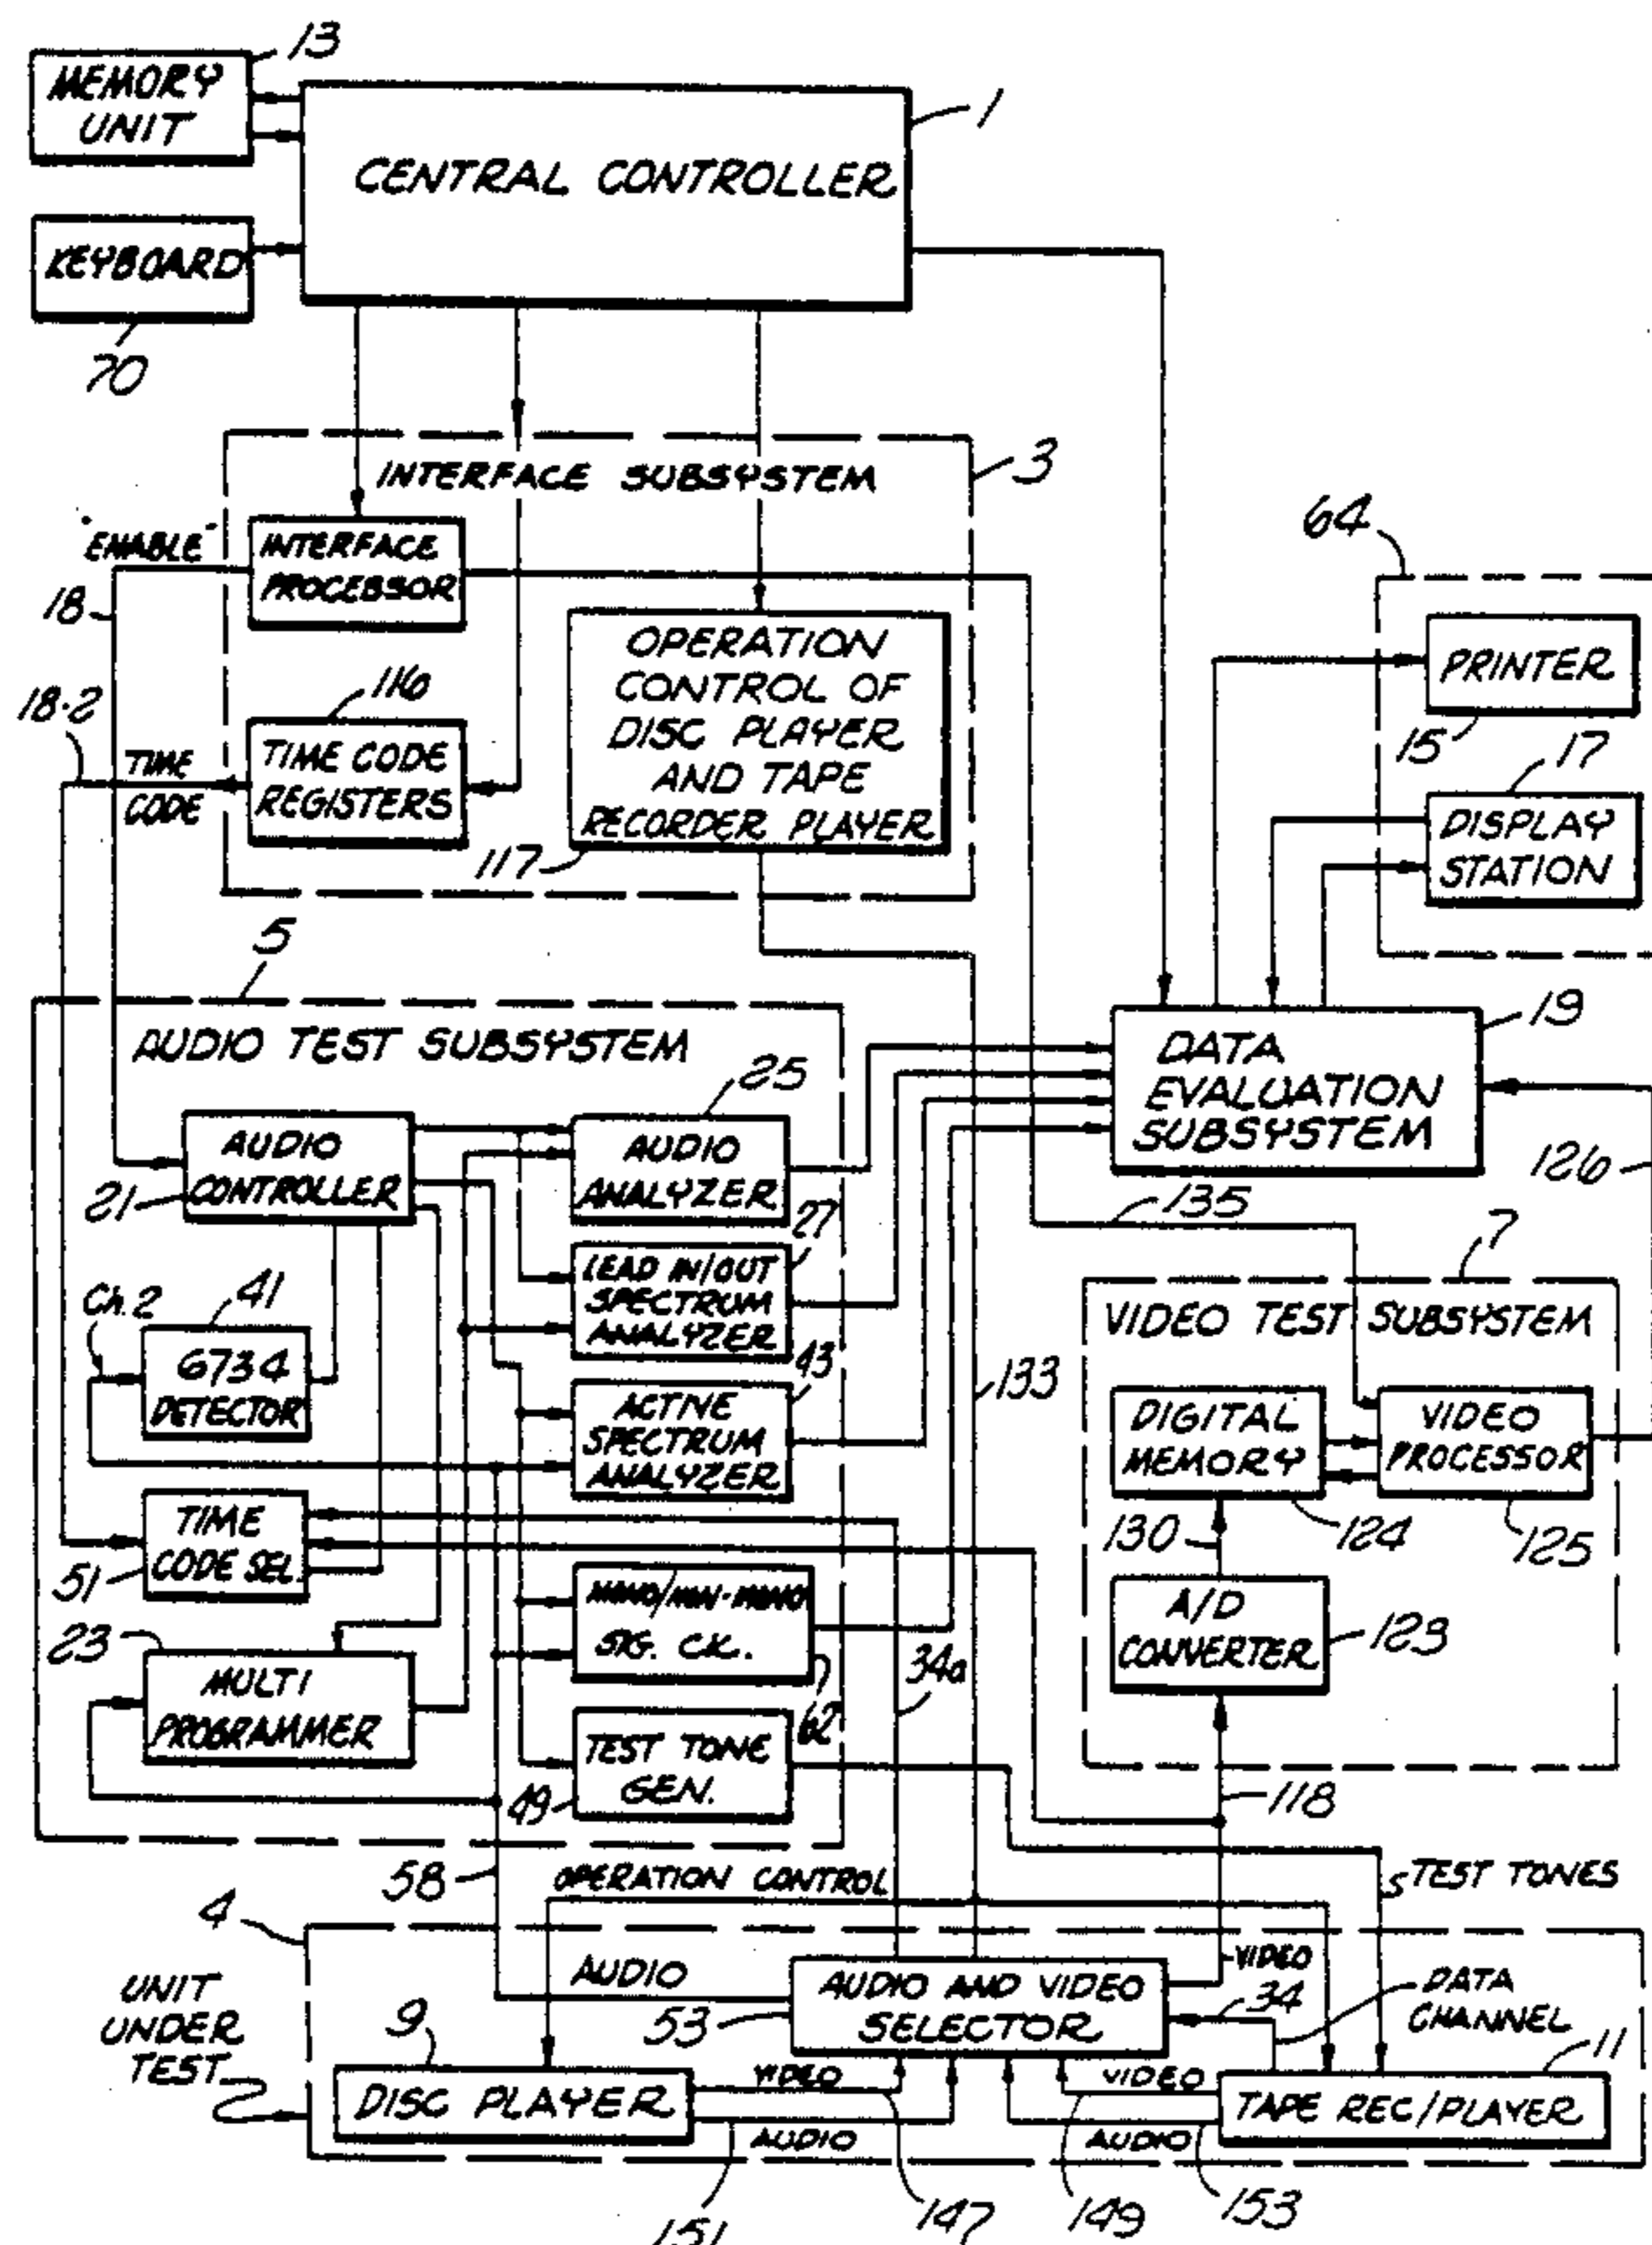 13
MEMORY
UNIT
1
CENTRAL CONTROLLER
KEYBOARD
70
INTERFACE SUBSYSTEM
3
"ENABLE"
INTERFACE
PROCESSOR
18
64
OPERATION
CONTROL OF
DISC PLAYER
AND TAPE
RECORDER PLAYER
117
PRINTER
15
18.2
116
TIME
CODE
TIME CODE
REGISTERS
17
DISPLAY
STATION
5
AUDIO TEST SUBSYSTEM
19
DATA
EVALUATION
SUBSYSTEM
25
AUDIO
CONTROLLER
21
AUDIO
ANALYZER
126
135
27
LEAD IN/OUT
SPECTRUM
ANALYZER
7
VIDEO TEST SUBSYSTEM
Ch.2
41
6734
DETECTOR
43
ACTIVE
SPECTRUM
ANALYZER
133
DIGITAL
MEMORY
VIDEO
PROCESSOR
TIME
CODE SEL.
51
130
124
125
MONO/NON-MONO
SIG. CK.
62
34a
A/D
CONVERTER
123
23
MULTI
PROGRAMMER
TEST TONE
GEN.
49
118
58
OPERATION CONTROL
TEST TONES
4
UNIT
UNDER
TEST
AUDIO
AUDIO AND VIDEO
SELECTOR
53
VIDEO
34
DATA
CHANNEL
9
DISC PLAYER
VIDEO
VIDEO
11
TAPE REC/PLAYER
AUDIO
AUDIO
151
147
149
153